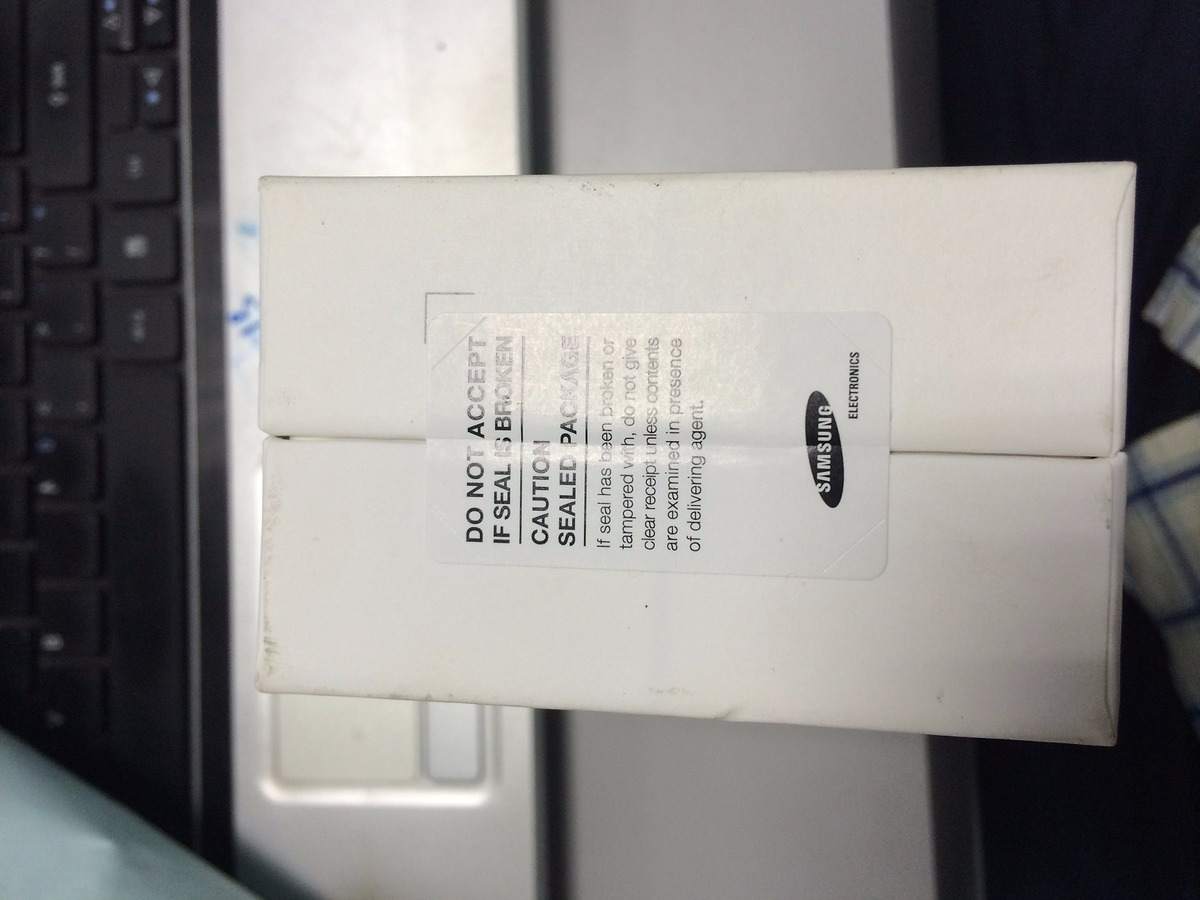 DO NOT ACCEPT
IF SEAL IS BROKEN
CAUTION
SEALED PACKAGE
If seal has been broken or
tampered with, do not give
clear receipt unless contents
are examined in presence
of delivering agent.
SAMSUNG
ELECTRONICS